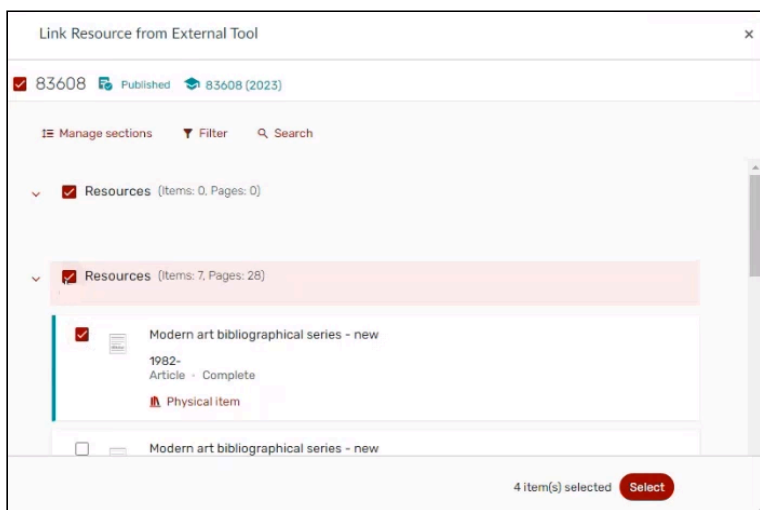 Link Resource from External Tool ×
83608 Published 83608 (2023)
Manage sections Filter Search
Resources (Items: 0, Pages: 0)
Resources (Items: 7, Pages: 28)
Modern art bibliographical series - new
1982-
Article - Complete
Physical item
Modern art bibliographical series - new
4 item(s) selected Select